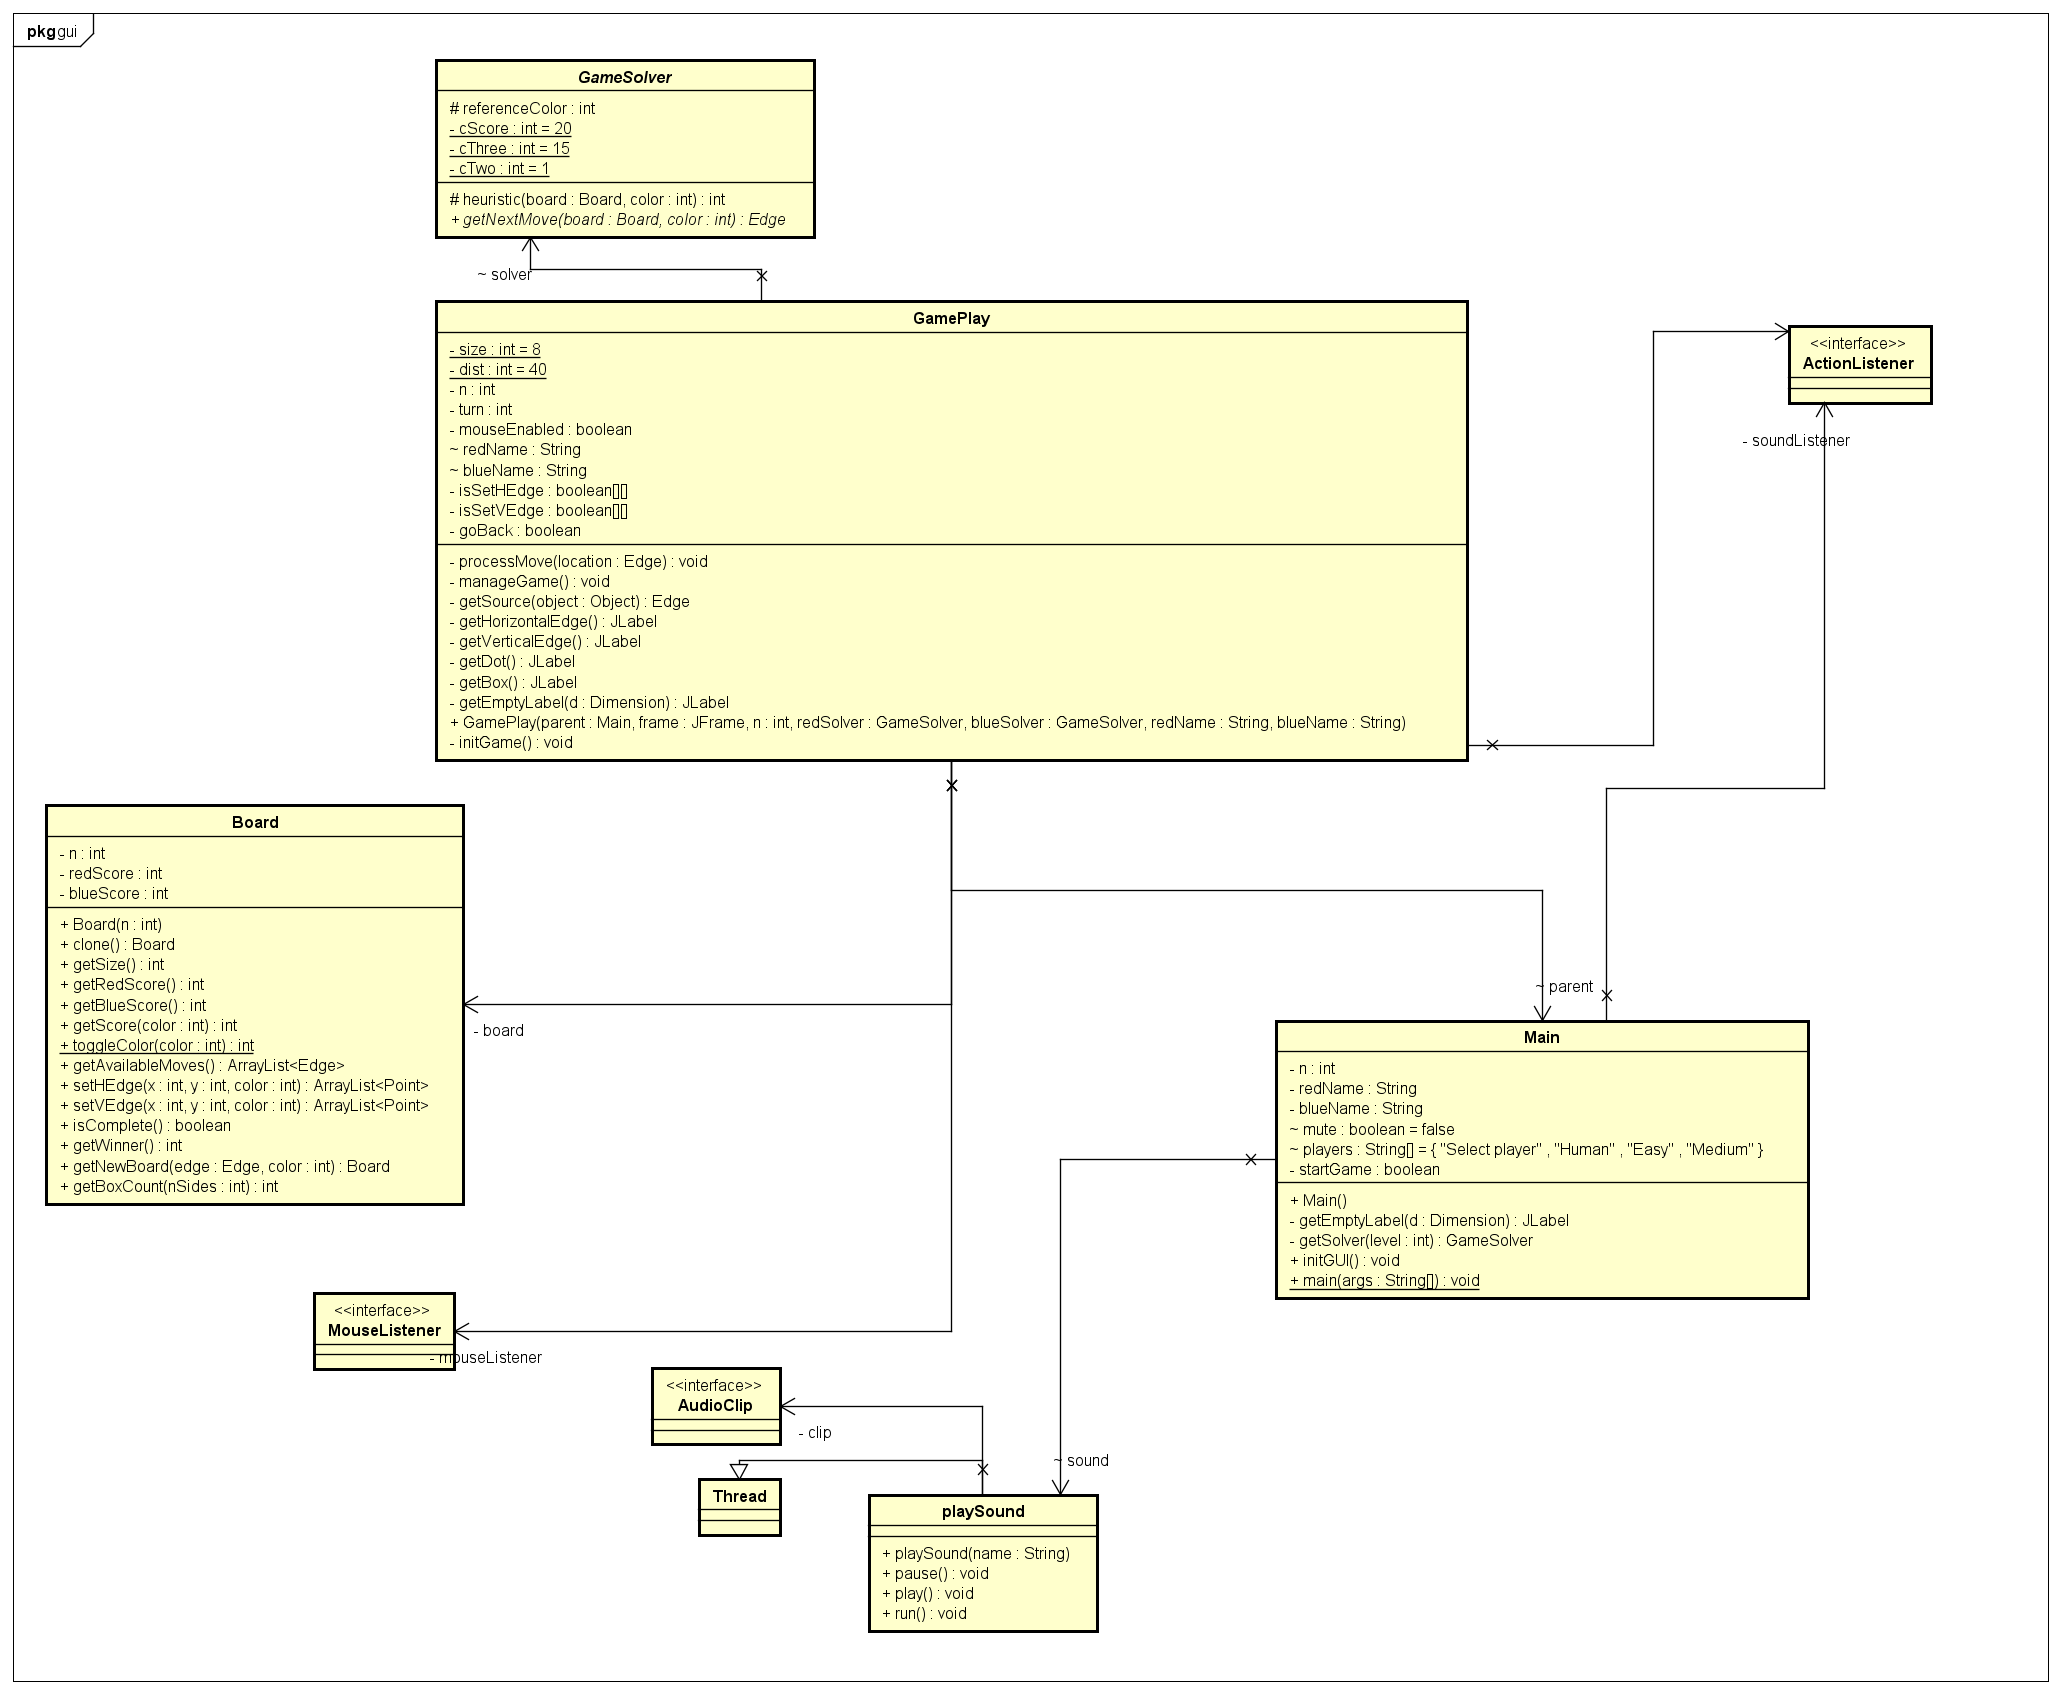 pkg gui
GameSolver
# referenceColor : int
- cScore : int = 20
- cThree : int = 15
- cTwo : int = 1
# heuristic(board : Board, color : int) : int
+ getNextMove(board : Board, color : int) : Edge
~ solver
GamePlay
- size : int = 8
- dist : int = 40
- n : int
- turn : int
- mouseEnabled : boolean
~ redName : String
~ blueName : String
- isSetHEdge : boolean[][]
- isSetVEdge : boolean[][]
- goBack : boolean
- processMove(location : Edge) : void
- manageGame() : void
- getSource(object : Object) : Edge
- getHorizontalEdge() : JLabel
- getVerticalEdge() : JLabel
- getDot() : JLabel
- getBox() : JLabel
- getEmptyLabel(d : Dimension) : JLabel
+ GamePlay(parent : Main, frame : JFrame, n : int, redSolver : GameSolver, blueSolver : GameSolver, redName : String, blueName : String)
- initGame() : void
<<interface>>
ActionListener
- soundListener
Board
- n : int
- redScore : int
- blueScore : int
+ Board(n : int)
+ clone() : Board
+ getSize() : int
+ getRedScore() : int
+ getBlueScore() : int
+ getScore(color : int) : int
+ toggleColor(color : int) : int
+ getAvailableMoves() : ArrayList<Edge>
+ setHEdge(x : int, y : int, color : int) : ArrayList<Point>
+ setVEdge(x : int, y : int, color : int) : ArrayList<Point>
+ isComplete() : boolean
+ getWinner() : int
+ getNewBoard(edge : Edge, color : int) : Board
+ getBoxCount(nSides : int) : int
- board
~ parent
Main
- n : int
- redName : String
- blueName : String
~ mute : boolean = false
~ players : String[] = { "Select player" , "Human" , "Easy" , "Medium" }
- startGame : boolean
+ Main()
- getEmptyLabel(d : Dimension) : JLabel
- getSolver(level : int) : GameSolver
+ initGUI() : void
+ main(args : String[]) : void
<<interface>>
MouseListener
- mouseListener
<<interface>>
AudioClip
- clip
~ sound
Thread
playSound
+ playSound(name : String)
+ pause() : void
+ play() : void
+ run() : void